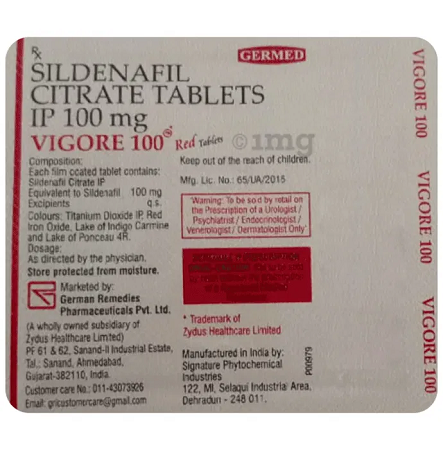 GERMED
Rx
SILDENAFIL
CITRATE TABLETS
IP 100 mg
VIGORE 100® Red Tablets
1mg
Composition:
Each film coated tablet contains:
Sildenafil Citrate IP
Equivalent to Sildenafil 100 mg
Excipients q.s.
Colours: Titanium Dioxide IP, Red
Iron Oxide, Lake of Indigo Carmine
and Lake of Ponceau 4R.
Dosage:
As directed by the physician.
Store protected from moisture.
Marketed by:
German Remedies
Pharmaceuticals Pvt. Ltd.
(A wholly owned subsidiary of
Zydus Healthcare Limited)
PF 61 & 62, Sanand-II Industrial Estate,
Tal.: Sanand, Ahmedabad,
Gujarat-382110, India.
Customer care No.: 011-43073926
Email: gricustomercare@gmail.com
Keep out of the reach of children.
Mfg. Lic. No.: 65/UA/2015
"Warning: To be sold by retail on
the Prescription of a Urologist /
Psychiatrist / Endocrinologist /
Venerologist / Dermatologist Only"
* Trademark of
Zydus Healthcare Limited
Manufactured in India by:
Signature Phytochemical
Industries
122, MI, Selaqui Industrial Area,
Dehradun - 248 011.
P00979
VIGORE 100
VIGORE 100
VIGORE 100
VIGORE 100